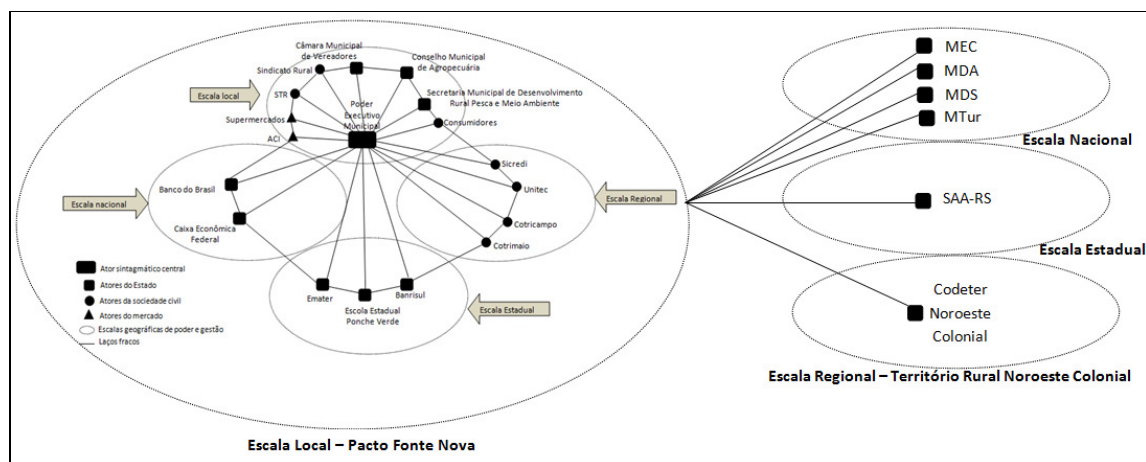 Câmara Municipal
de Vereadores
Conselho Municipal
de Agropecuária
Sindicato Rural
Escala local
STR
Poder
Executivo
Municipal
Secretaria Municipal de Desenvolvimento
Rural Pesca e Meio Ambiente
Supermercados
Consumidores
ACI
Sicredi
Banco do Brasil
Unitec
Escala nacional
Escala Regional
Caixa Econômica
Federal
Cotricampo
Cotrimaio
Ator sintagmático central
Atores do Estado
Atores da sociedade civil
Atores do mercado
Escalas geográficas de poder e gestão
Laços fracos
Emater
Banrisul
Escola Estadual
Ponche Verde
Escala Estadual
Escala Local – Pacto Fonte Nova
MEC
MDA
MDS
MTur
Escala Nacional
SAA-RS
Escala Estadual
Codeter
Noroeste
Colonial
Escala Regional – Território Rural Noroeste Colonial